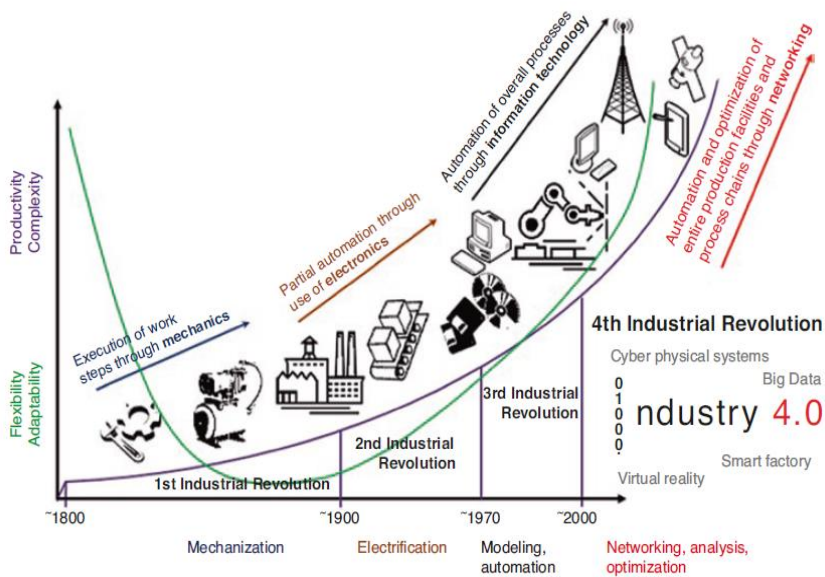 Productivity
Complexity
Flexibility
Adaptability
Execution of work
steps through mechanics
Partial automation through
use of electronics
Automation of overall processes
through information technology
Automation and optimization of
entire production facilities and
process chains through networking
1st Industrial Revolution
2nd Industrial
Revolution
3rd Industrial
Revolution
4th Industrial Revolution
Cyber physical systems
Big Data
0
1
0
0
0
ndustry 4.0
Smart factory
Virtual reality
~1800
~1900
~1970
~2000
Mechanization
Electrification
Modeling,
automation
Networking, analysis,
optimization